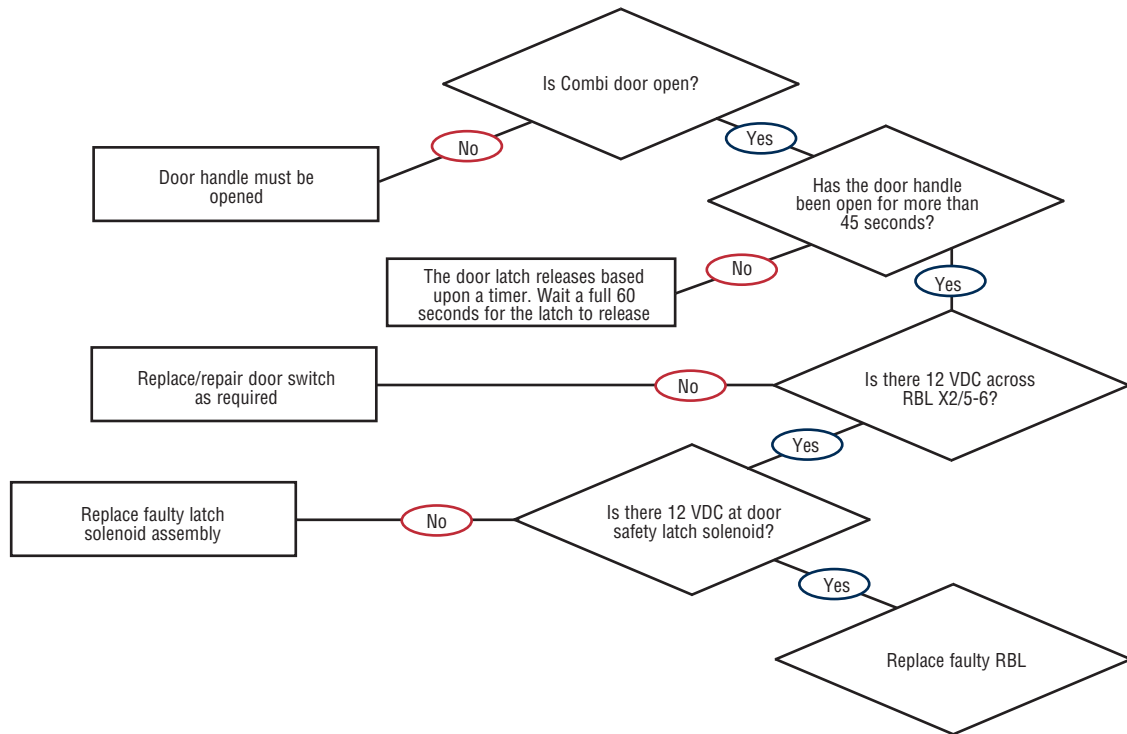 Is Combi door open?
No
Yes
Door handle must be
opened
Has the door handle
been open for more than
45 seconds?
No
The door latch releases based
upon a timer. Wait a full 60
seconds for the latch to release
Yes
Replace/repair door switch
as required
No
Is there 12 VDC across
RBL X2/5-6?
Yes
Replace faulty latch
solenoid assembly
No
Is there 12 VDC at door
safety latch solenoid?
Yes
Replace faulty RBL